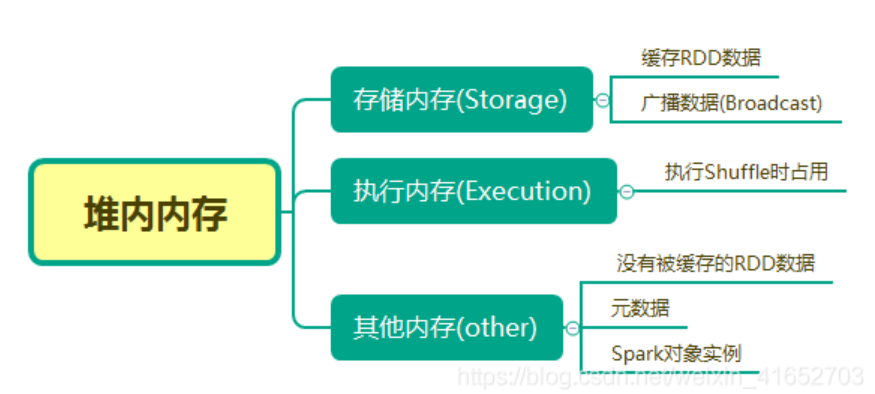 堆内内存
存储内存(Storage)
缓存RDD数据
广播数据(Broadcast)
执行内存(Execution)
执行Shuffle时占用
其他内存(other)
没有被缓存的RDD数据
元数据
Spark对象实例
https://blog.csdn.net/weixin_41652703